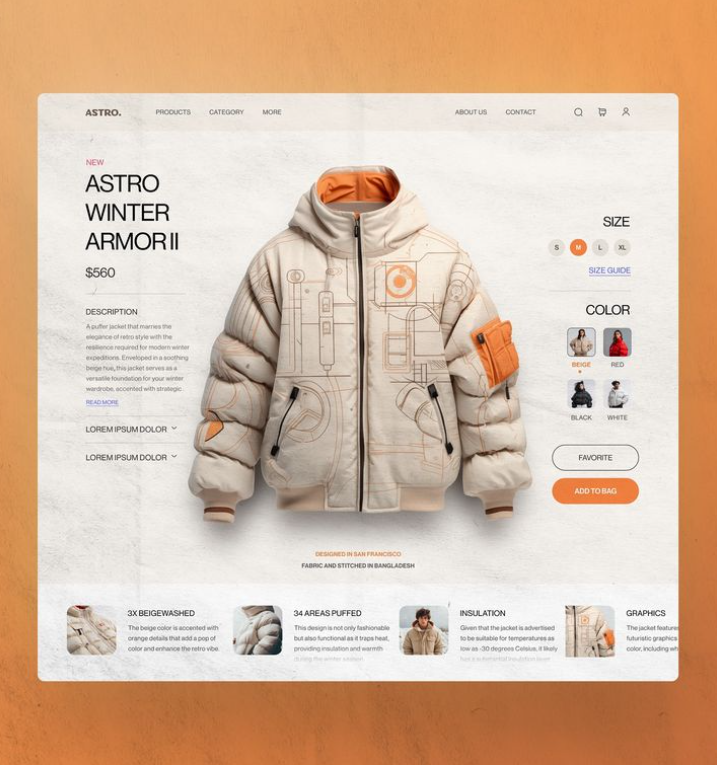 ASTRO.
PRODUCTS
CATEGORY
MORE
ABOUT US
CONTACT
NEW
ASTRO
WINTER
ARMOR II
$560
DESCRIPTION
A puffer jacket that marries the
elegance of retro style with the
resilience required for modern winter
expeditions. Enveloped in a soothing
beige hue, this jacket serves as a
versatile foundation for your winter
wardrobe, accented with strategic.
READ MORE
LOREM IPSUM DOLOR
LOREM IPSUM DOLOR
SIZE
S
M
L
XL
SIZE GUIDE
COLOR
BEIGE
RED
BLACK
WHITE
FAVORITE
ADD TO BAG
DESIGNED IN SAN FRANCISCO
FABRIC AND STITCHED IN BANGLADESH
3X BEIGEWASHED
The beige color is accented with
orange details that add a pop of
color and enhance the retro vibe.
34 AREAS PUFFED
This design is not only fashionable
but also functional as it traps heat,
providing insulation and warmth
during the winter season.
INSULATION
Given that the jacket is advertised
to be suitable for temperatures as
low as -30 degrees Celsius, it likely
has a substantial insulation layer.
GRAPHICS
The jacket features
futuristic graphics
color, including wh